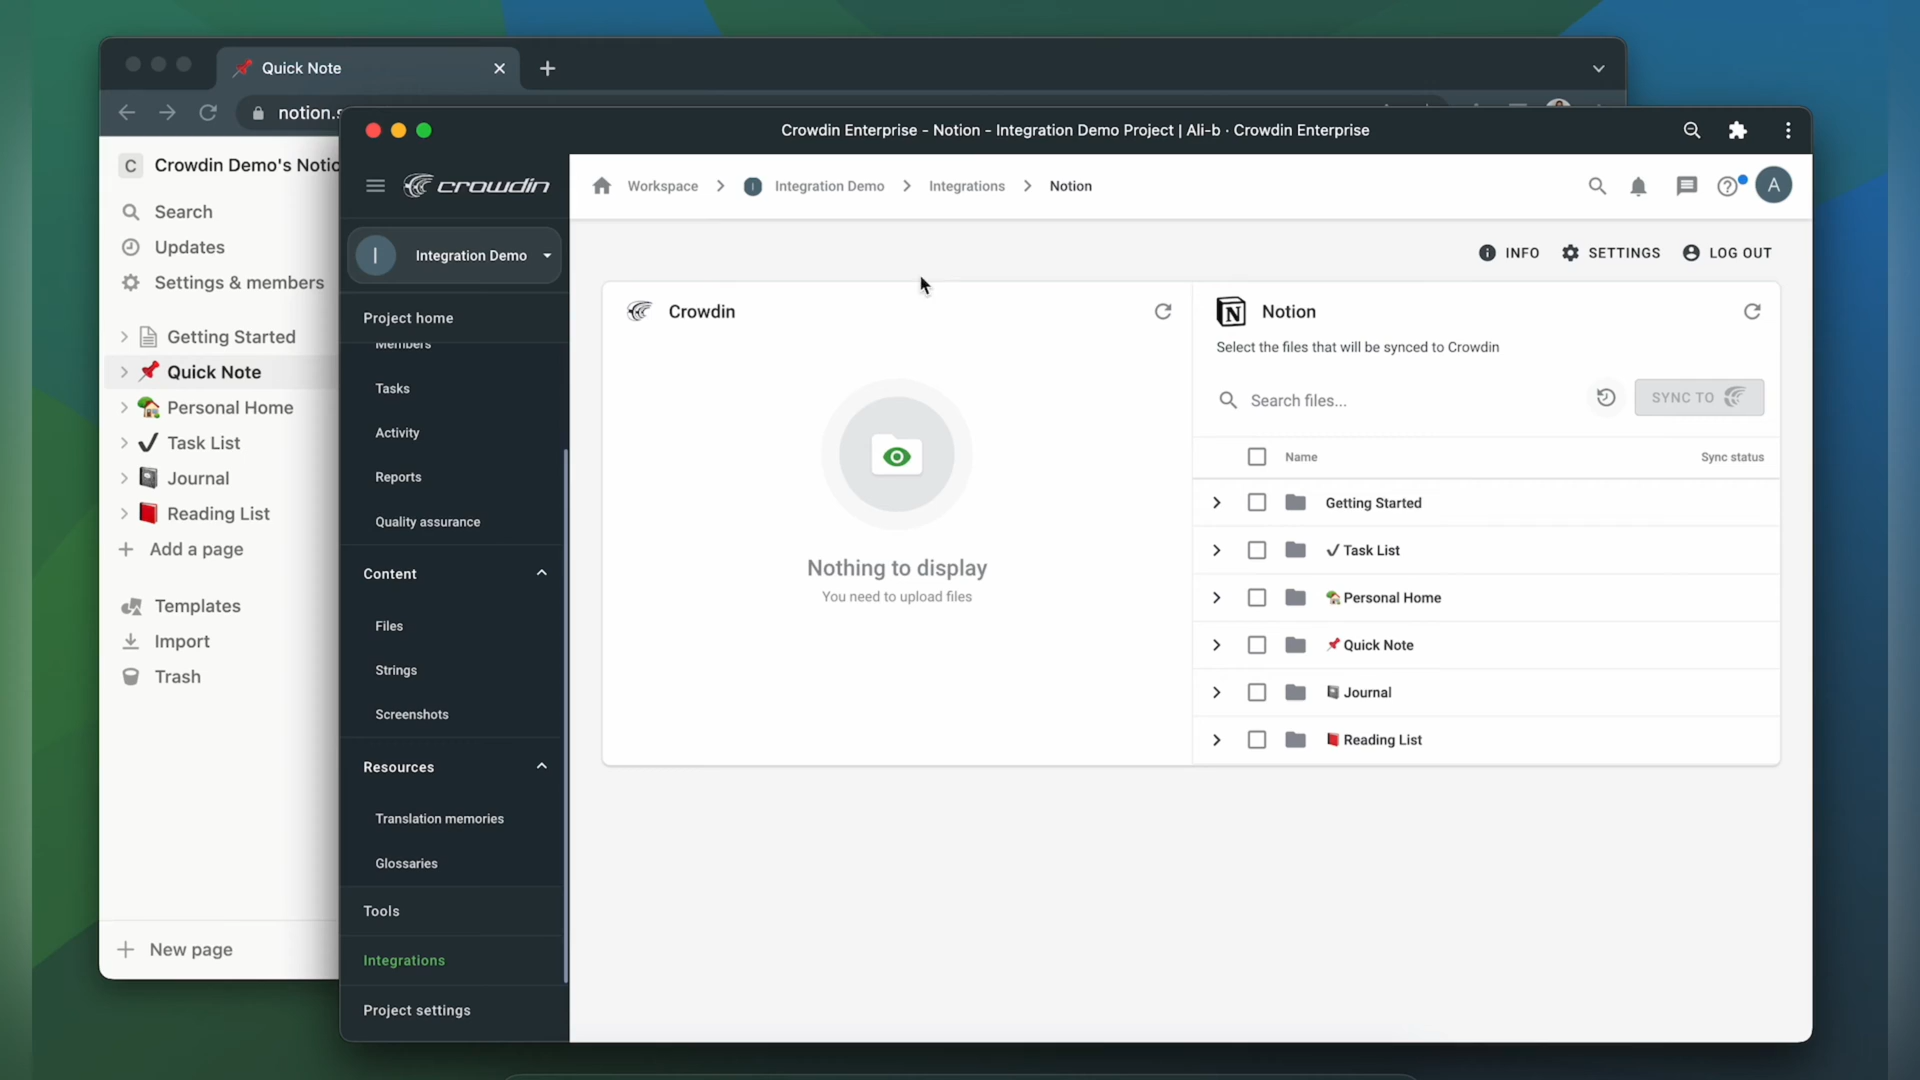 Quick Note
notion.s
C Crowdin Demo's Notio
Search
Updates
Settings & members
Getting Started
Quick Note
Personal Home
Task List
Journal
Reading List
Add a page
Templates
Import
Trash
New page
Crowdin Enterprise - Notion - Integration Demo Project | Ali-b · Crowdin Enterprise
crowdin
I Integration Demo
Project home
Members
Tasks
Activity
Reports
Quality assurance
Content
Files
Strings
Screenshots
Resources
Translation memories
Glossaries
Tools
Integrations
Project settings
Workspace > I Integration Demo > Integrations > Notion
A
INFO SETTINGS LOG OUT
Crowdin
Nothing to display
You need to upload files
N Notion
Select the files that will be synced to Crowdin
Search files...
SYNC TO
Name Sync status
Getting Started
Task List
Personal Home
Quick Note
Journal
Reading List